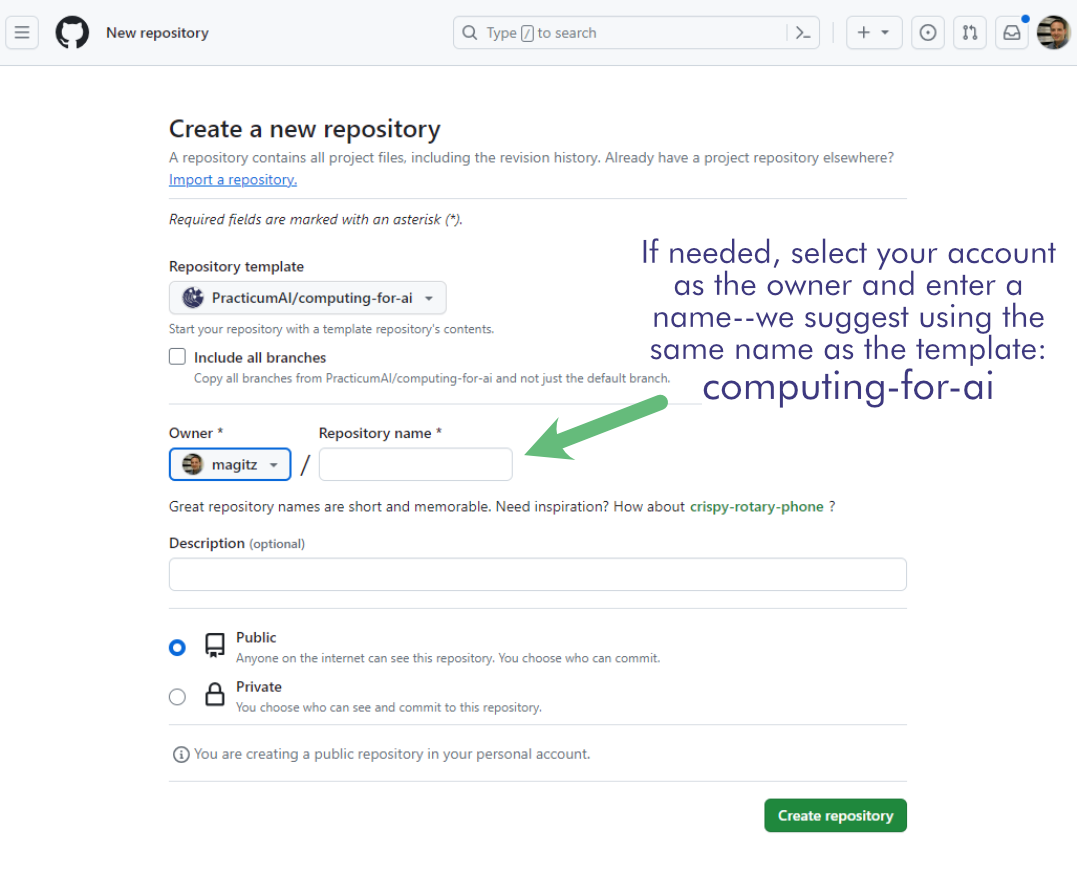 New repository
Type / to search
Create a new repository
A repository contains all project files, including the revision history. Already have a project repository elsewhere?
Import a repository.
Required fields are marked with an asterisk (*).
If needed, select your account
as the owner and enter a
name--we suggest using the
same name as the template:
computing-for-ai
Repository template
PracticumAI/computing-for-ai
Start your repository with a template repository's contents.
Include all branches
Copy all branches from PracticumAI/computing-for-ai and not just the default branch.
Owner * Repository name *
magitz /
Great repository names are short and memorable. Need inspiration? How about crispy-rotary-phone ?
Description (optional)
Public
Anyone on the internet can see this repository. You choose who can commit.
Private
You choose who can see and commit to this repository.
You are creating a public repository in your personal account.
Create repository